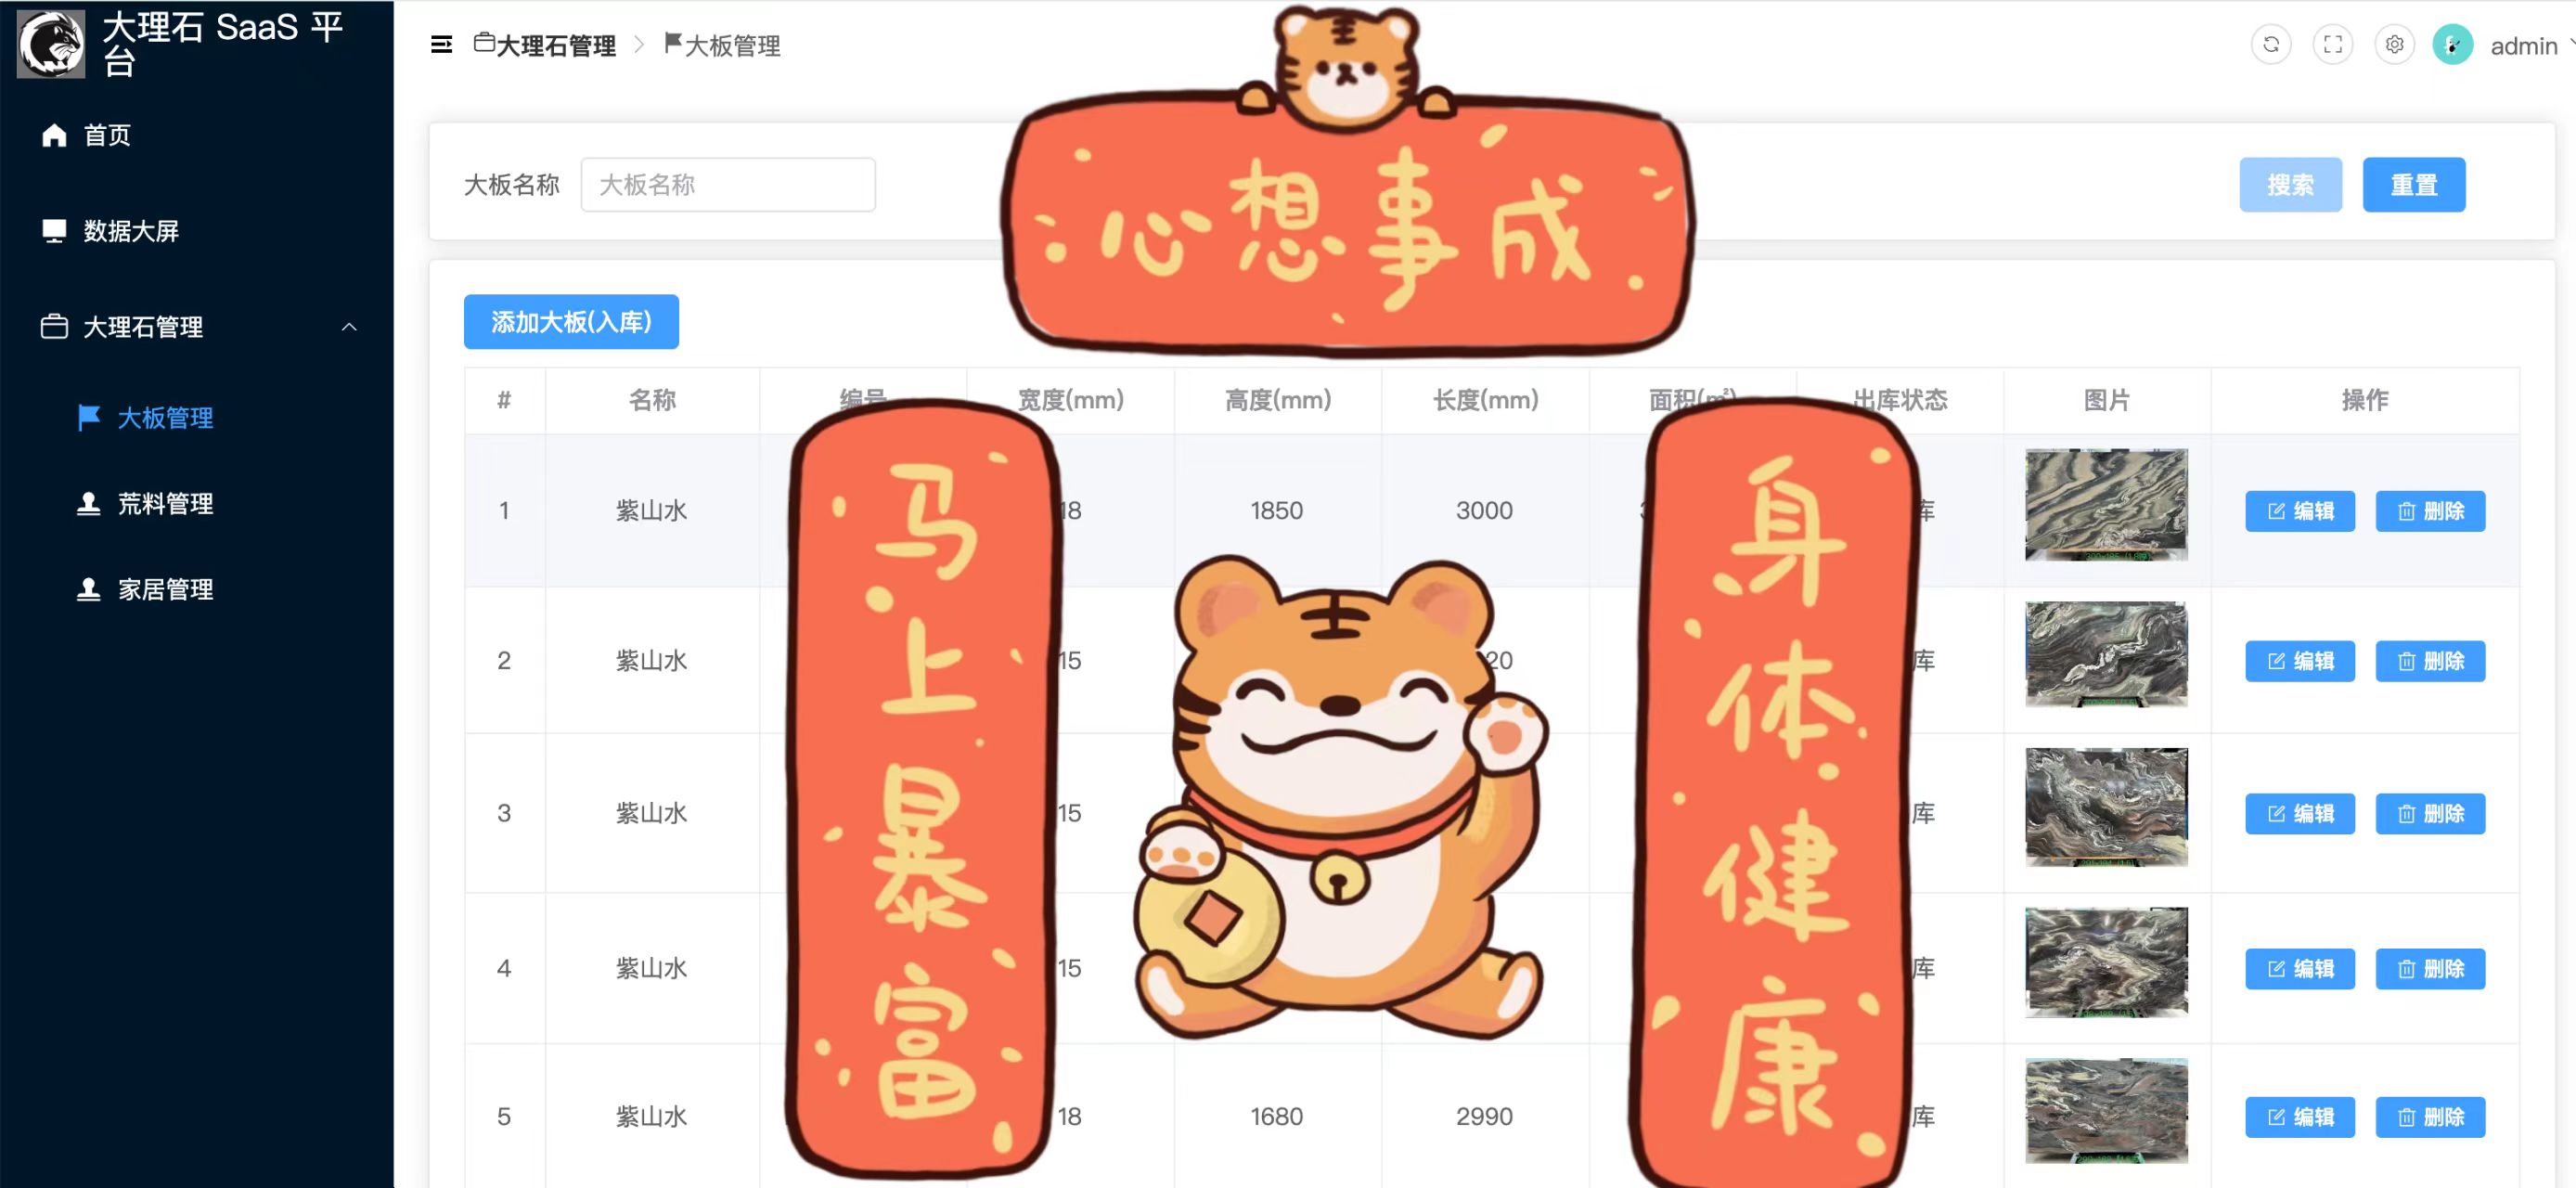 大理石 SaaS 平
台
首页
数据大屏
大理石管理
大板管理
荒料管理
家居管理
大理石管理
大板管理
admin
大板名称
大板名称
搜索
重置
添加大板(入库)
心想事成
马上暴富
身体健康
# 名称 编号 宽度(mm) 高度(mm) 长度(mm) 面积(㎡) 出库状态 图片 操作
1 紫山水 18 1850 3000 库 编辑 删除
2 紫山水 15 20 库 编辑 删除
3 紫山水 15 库 编辑 删除
4 紫山水 15 库 编辑 删除
5 紫山水 18 1680 2990 库 编辑 删除